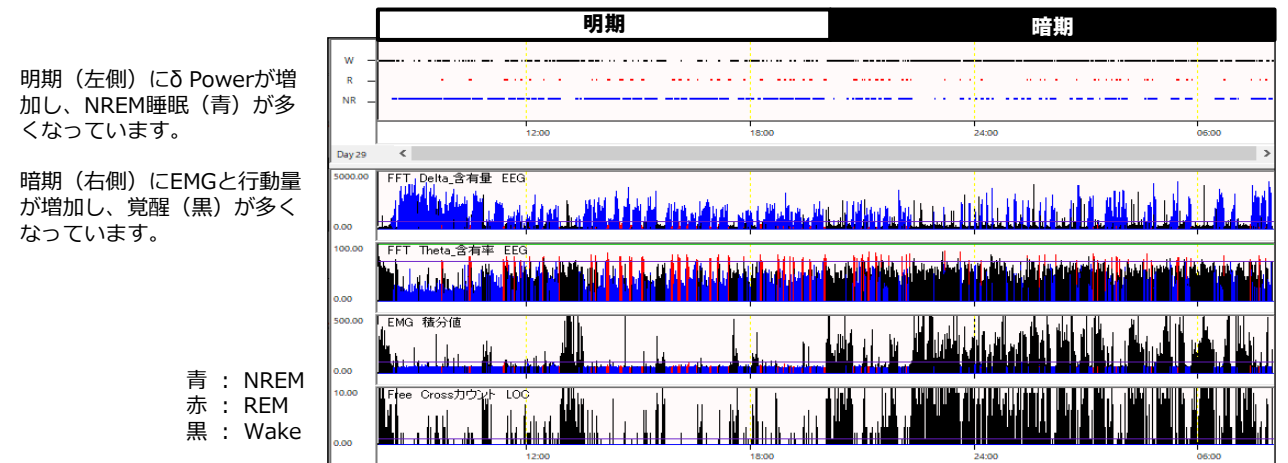 明期
暗期
明期（左側）にδ Powerが増
加し、NREM睡眠（青）が多
くなっています。
暗期（右側）にEMGと行動量
が増加し、覚醒（黒）が多く
なっています。
青 : NREM
赤 : REM
黒 : Wake
W
R
NR
12:00
18:00
24:00
06:00
Day 29
5000.00
FFT_Delta_含有量 EEG
0.00
100.00
FFT Theta_含有率 EEG
0.00
500.00
EMG 積分値
0.00
10.00
Free Crossカウント LOC
0.00
12:00
18:00
24:00
06:00